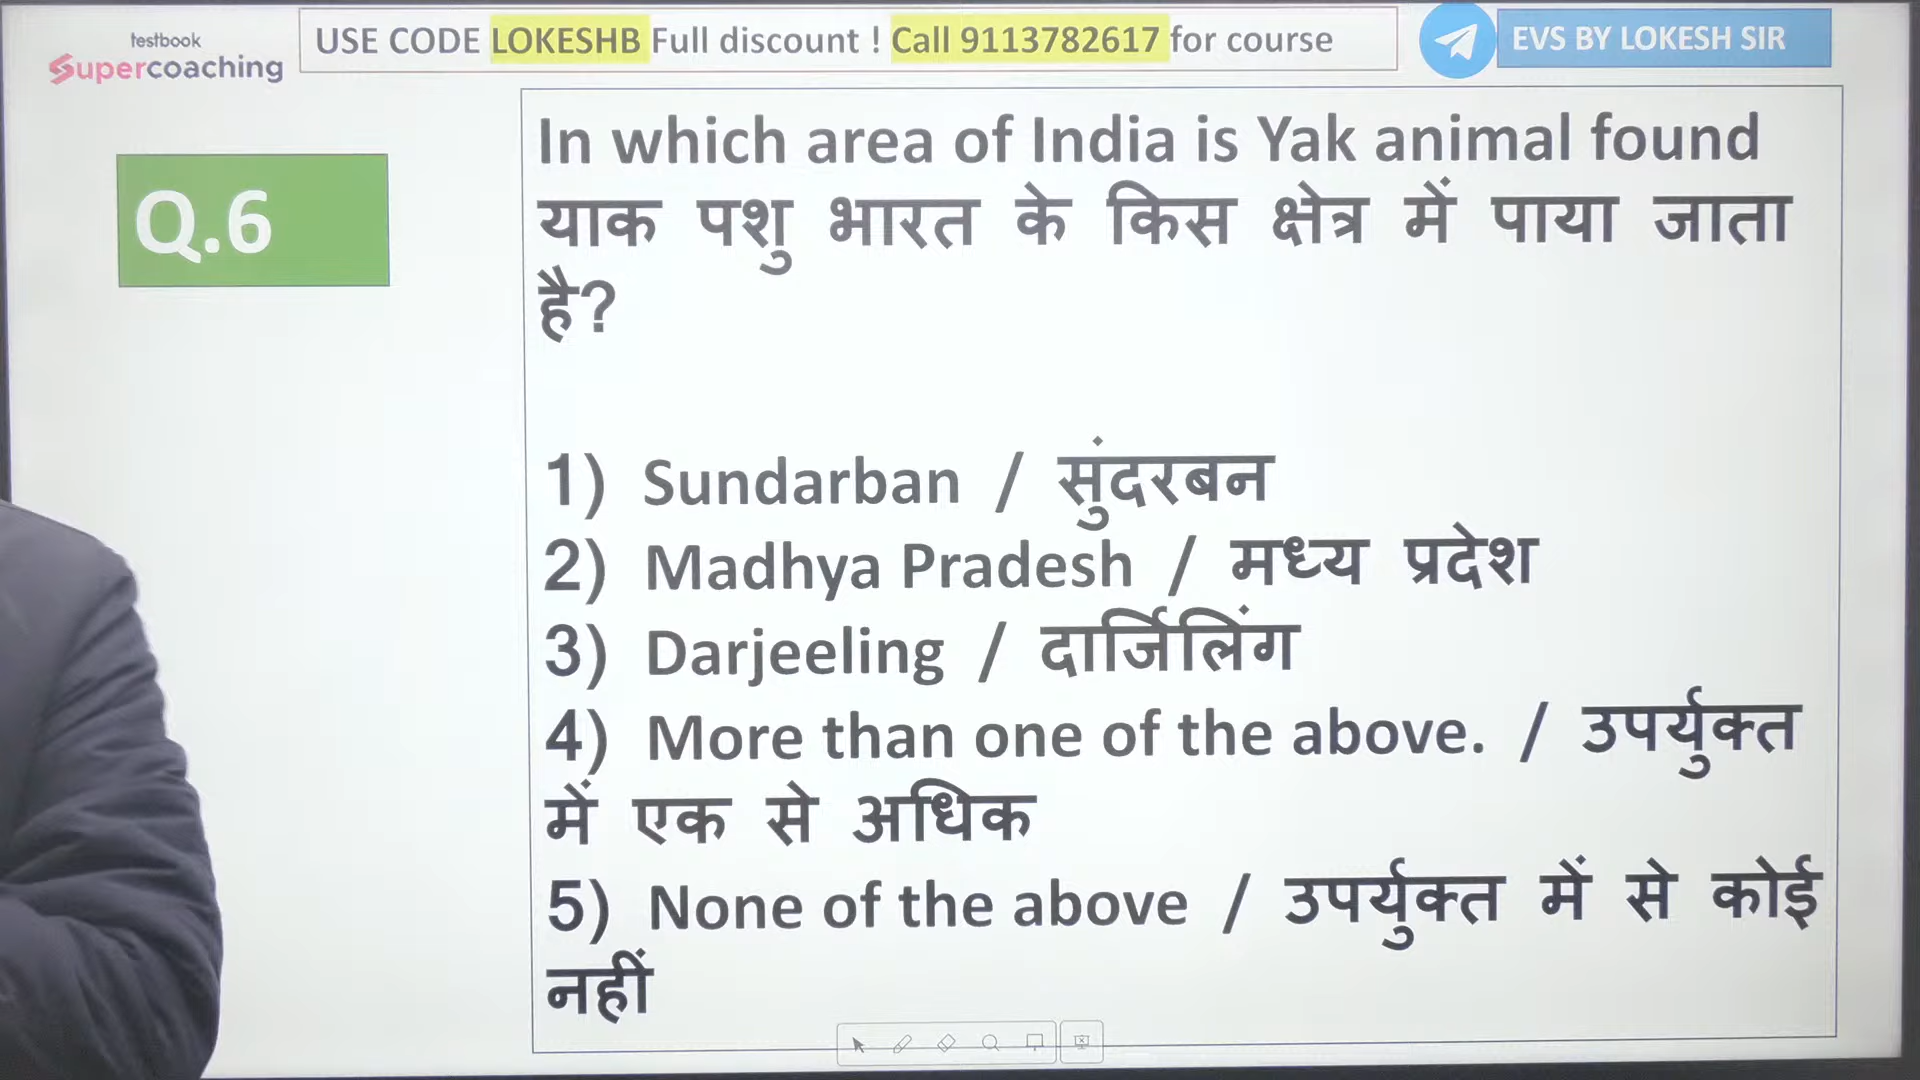 testbook
Supercoaching
USE CODE LOKESHB Full discount ! Call 9113782617 for course
EVS BY LOKESH SIR
Q.6
In which area of India is Yak animal found
याक पशु भारत के किस क्षेत्र में पाया जाता
है?
1) Sundarban / सुंदरबन
2) Madhya Pradesh / मध्य प्रदेश
3) Darjeeling / दार्जिलिंग
4) More than one of the above. / उपर्युक्त
में एक से अधिक
5) None of the above / उपर्युक्त में से कोई
नहीं